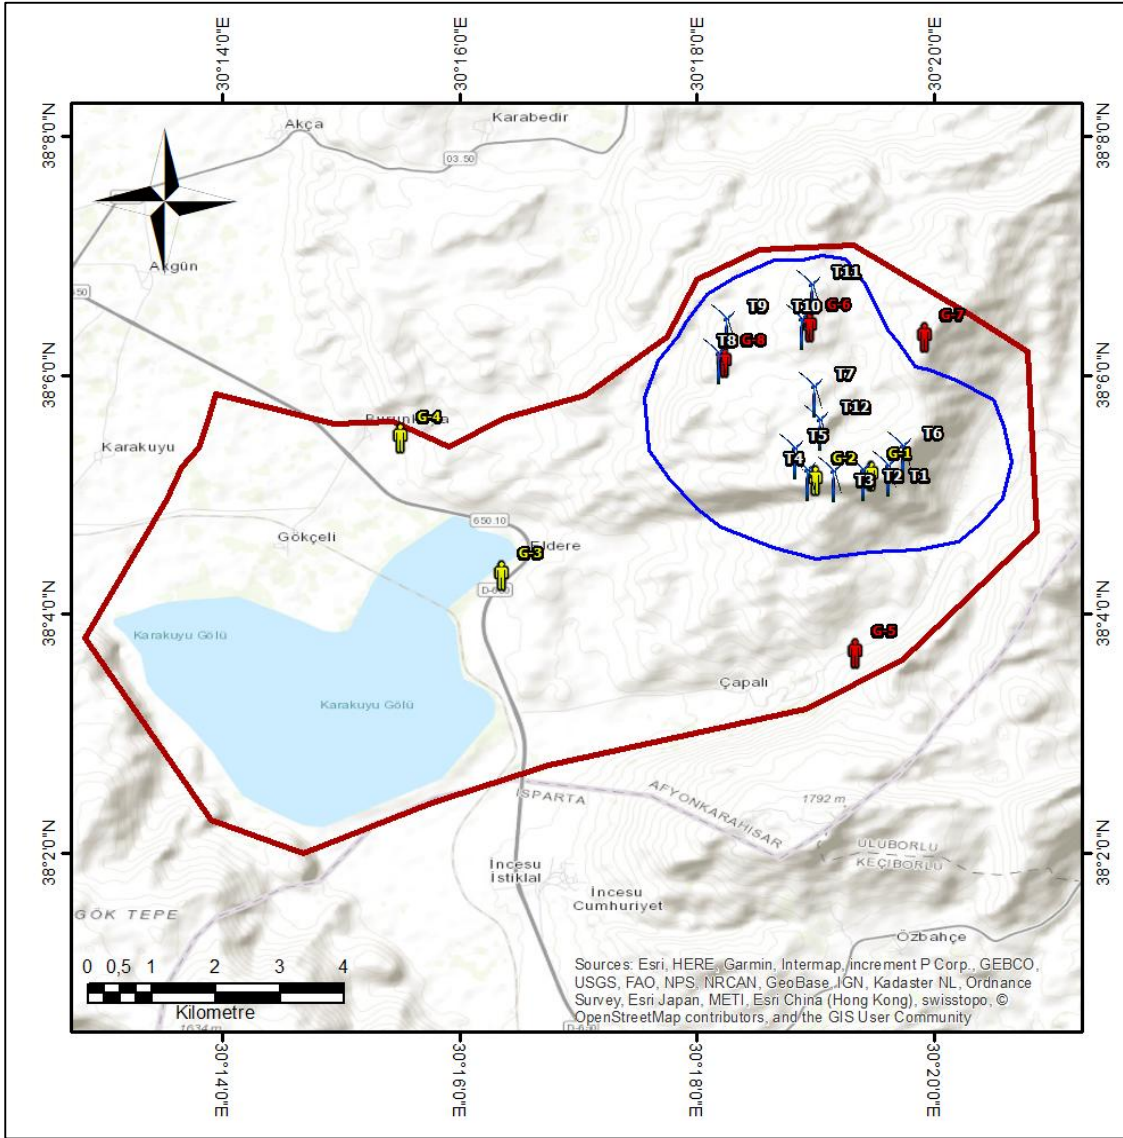 30°14'0"E
30°16'0"E
30°18'0"E
30°20'0"E
38°8'0"N
38°8'0"N
Akça
Karabedir
03.50
Akgün
50
T11
T9
T10
G-6
G-7
T8
G-8
38°6'0"N
38°6'0"N
T7
T12
G-4
Karakuyu
T5
T6
T4
G-2
G-1
T3
T2
T1
650.10
Gökçeli
Eldere
G-3
38°4'0"N
38°4'0"N
Karakuyu Gölü
G-5
Çapalı
Karakuyu Gölü
ISPARTA
AFYONKARAHISAR
1792 m
ULUBORLU
KEÇİBORLU
38°2'0"N
38°2'0"N
İncesu
İstiklal
İncesu
Cumhuriyet
GÖK TEPE
Özbahçe
0 0,5 1 2 3 4
Kilometre
1634 m
Sources: Esri, HERE, Garmin, Intermap, increment P Corp., GEBCO,
USGS, FAO, NPS, NRCAN, GeoBase, IGN, Kadaster NL, Ordnance
Survey, Esri Japan, METI, Esri China (Hong Kong), swisstopo, ©
OpenStreetMap contributors, and the GIS User Community
30°14'0"E
30°16'0"E
30°18'0"E
30°20'0"E